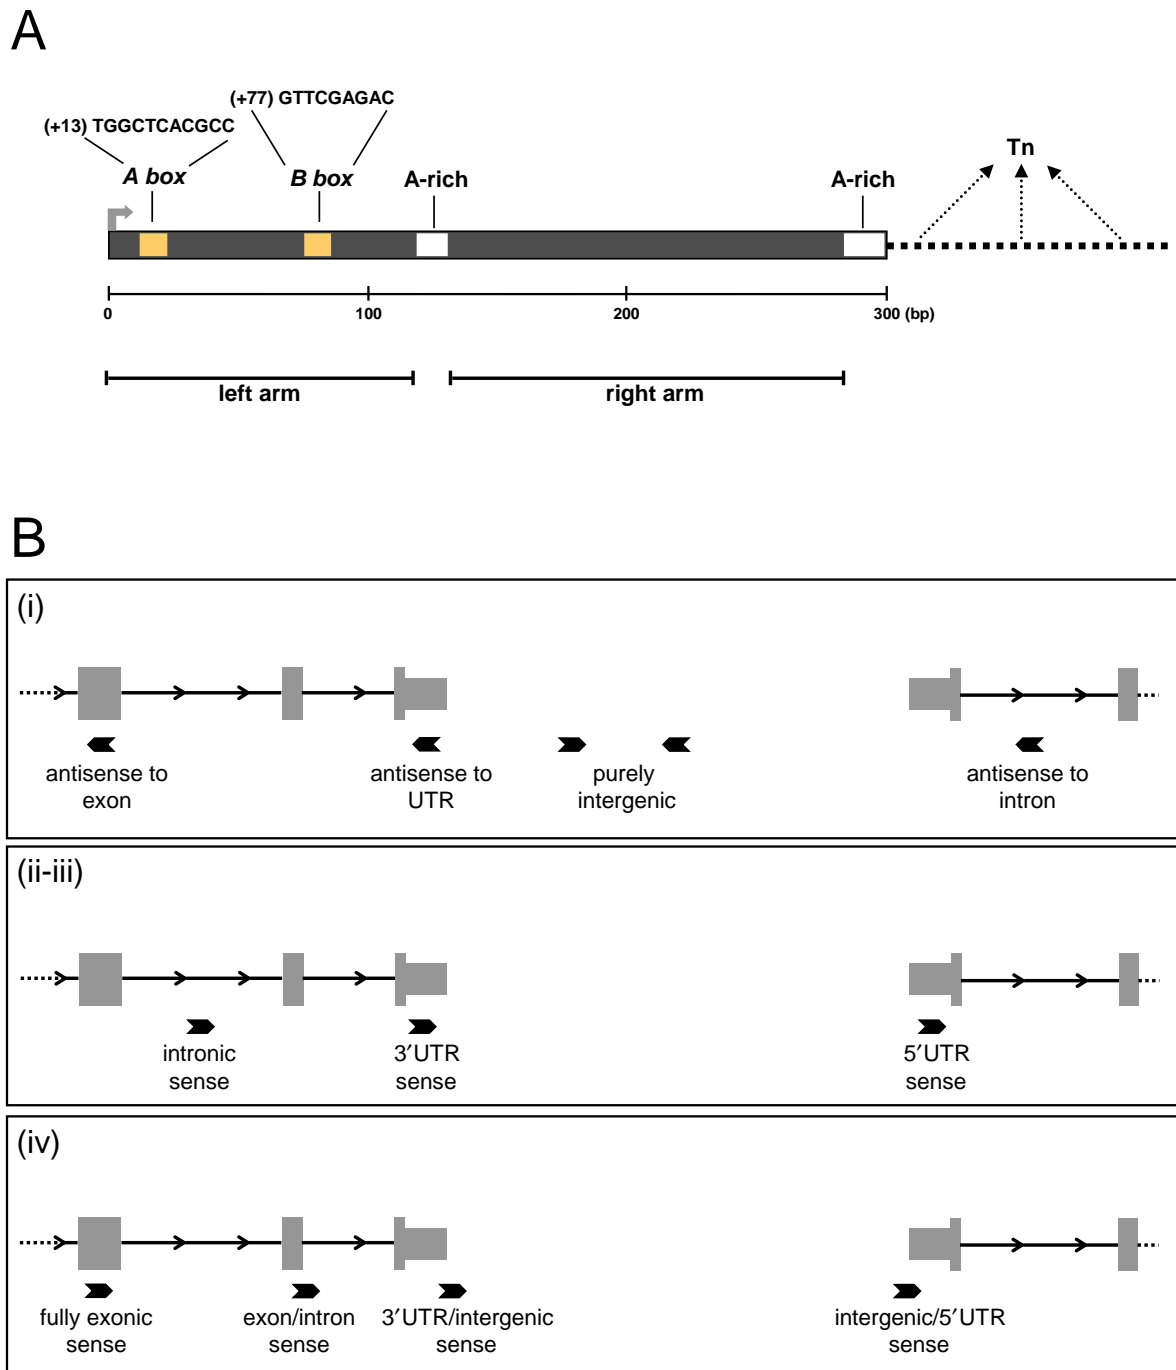 A
(+77) GTTCGAGAC
(+13) TGGCTCACGCC
A box
B box
A-rich
A-rich
Tn
0
100
200
300 (bp)
left arm
right arm
B
(i)
antisense to
exon
antisense to
UTR
purely
intergenic
antisense to
intron
(ii-iii)
intronic
sense
3′UTR
sense
5′UTR
sense
(iv)
fully exonic
sense
exon/intron
sense
3′UTR/intergenic
sense
intergenic/5′UTR
sense